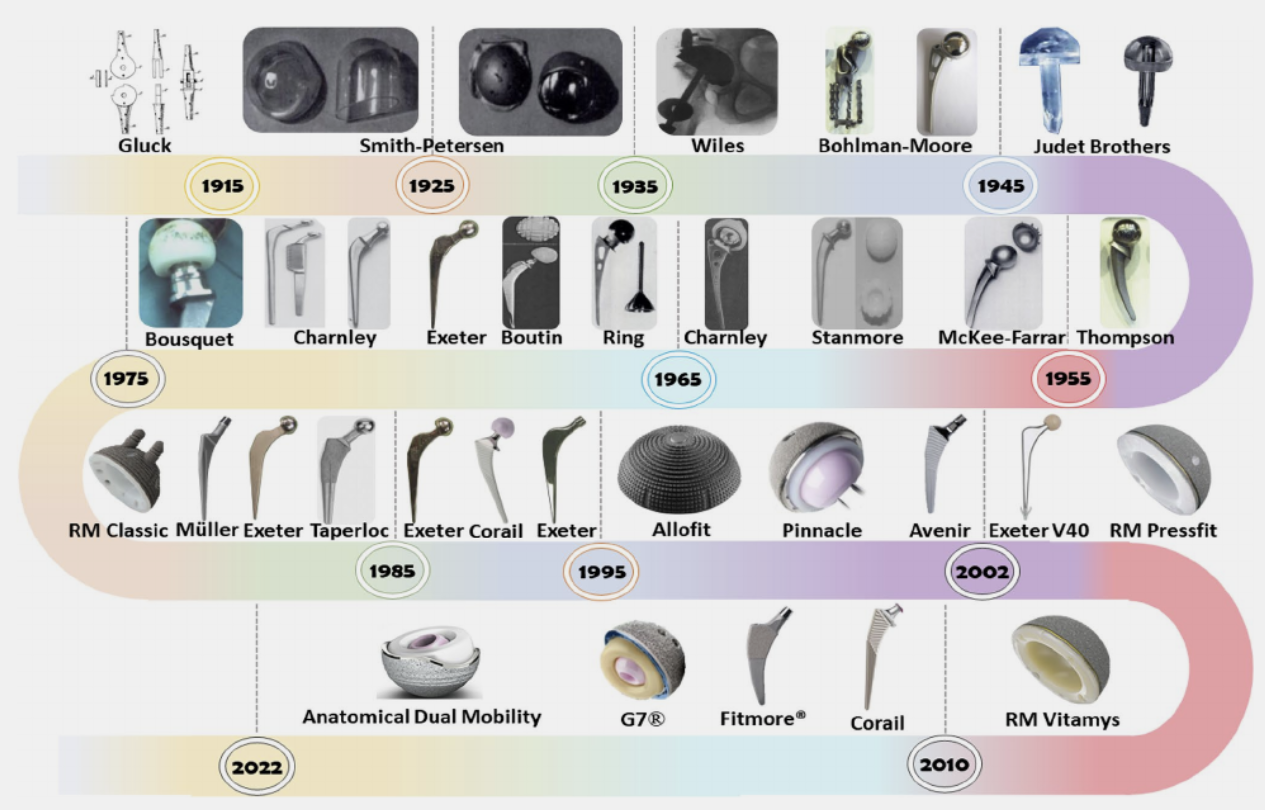 Gluck Smith-Petersen Wiles Bohlman-Moore Judet Brothers
1915 1925 1935 1945
Bousquet Charnley Exeter Boutin Ring Charnley Stanmore McKee-Farrar Thompson
1975 1965 1955
RM Classic Müller Exeter Taperloc Exeter Corail Exeter Allofit Pinnacle Avenir Exeter V40 RM Pressfit
1985 1995 2002
Anatomical Dual Mobility G7® Fitmore® Corail RM Vitamys
2022 2010